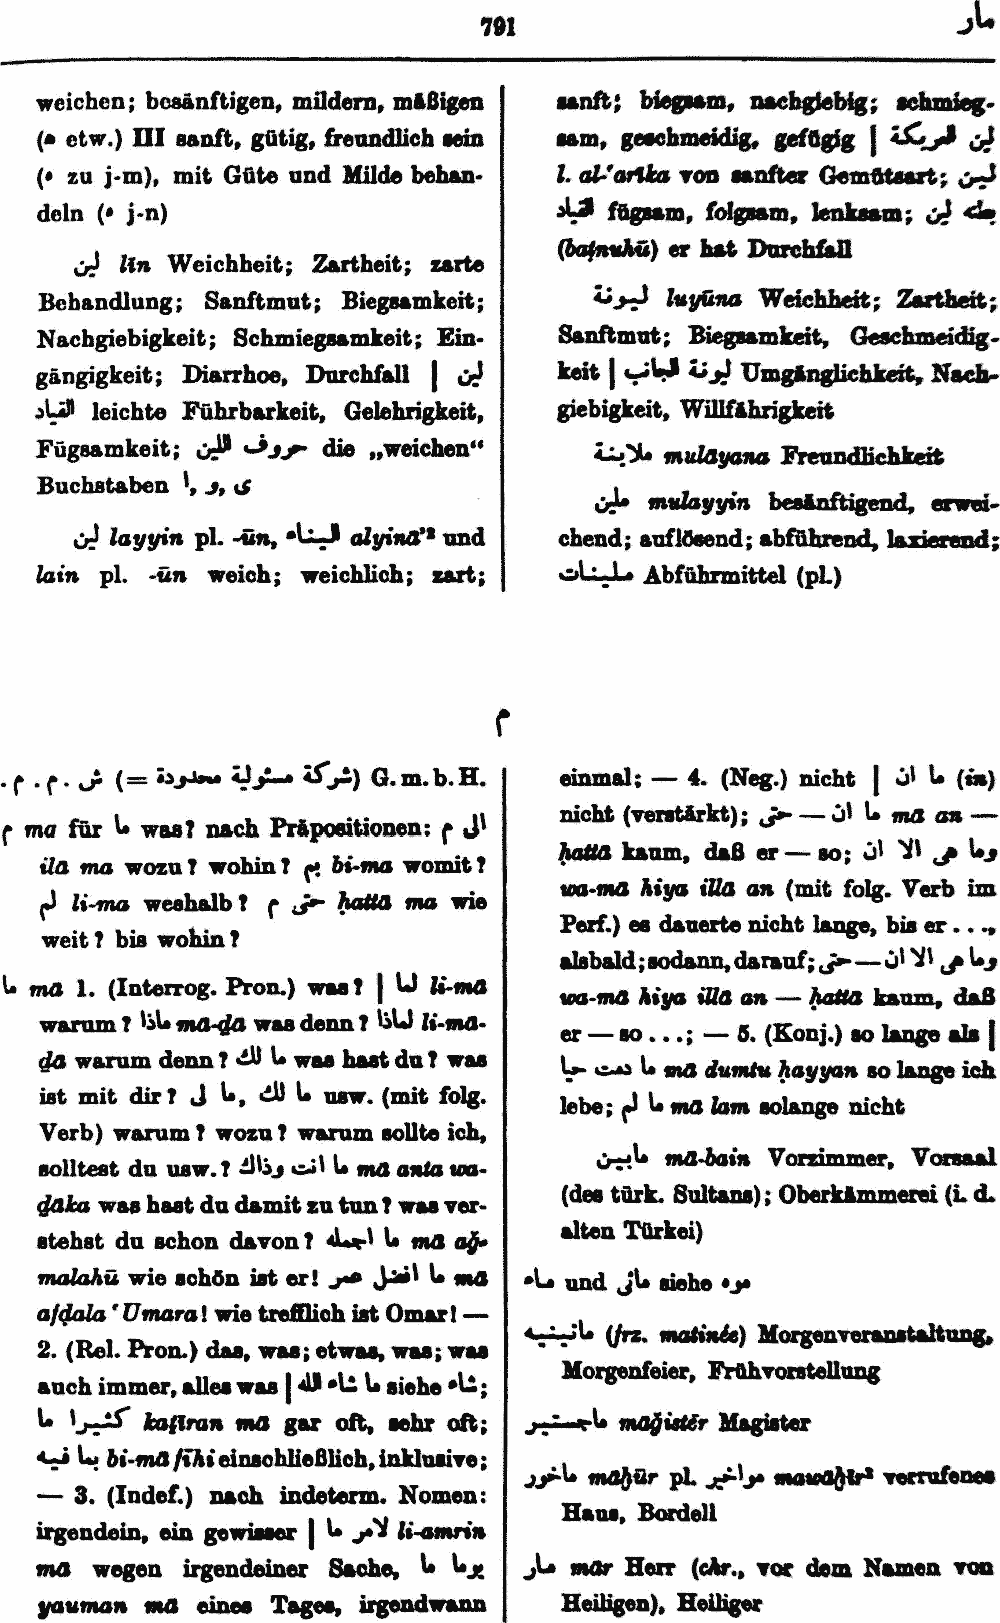 791
مار
weichen; besänftigen, mildern, mäßigen
(ه etw.) III sanft, gütig, freundlich sein
(ه zu j-m), mit Güte und Milde behan-
deln (ه j-n)
لين līn Weichheit; Zartheit; zarte
Behandlung; Sanftmut; Biegsamkeit;
Nachgiebigkeit; Schmiegsamkeit; Ein-
gängigkeit; Diarrhoe, Durchfall | لين
القياد leichte Führbarkeit, Gelehrigkeit,
Fügsamkeit; حروف اللين die „weichen“
Buchstaben ا, و, ى
لين layyin pl. -ūn, اليناء alyinā’² und
lain pl. -ūn weich; weichlich; zart;
sanft; biegsam, nachgiebig; schmieg-
sam, geschmeidig, gefügig | لين العريكة
l. al-‘arīka von sanfter Gemütsart; لين
القياد fügsam, folgsam, lenksam; بطنه لين
(baṭnuhū) er hat Durchfall
ليونة luyūna Weichheit; Zartheit;
Sanftmut; Biegsamkeit, Geschmeidig-
keit | ليونة الجانب Umgänglichkeit, Nach-
giebigkeit, Willfährigkeit
ملاينة mulāyana Freundlichkeit
ملين mulayyin besänftigend, erwei-
chend; auflösend; abführend, laxierend;
ملينات Abführmittel (pl.)
م
ش . م . م . (= شركة مسئولية محدودة) G. m. b. H.
م ma für ما was? nach Präpositionen: الى م
ilā ma wozu? wohin? بم bi-ma womit?
لم li-ma weshalb? حتى م ḥattā ma wie
weit? bis wohin?
ما mā 1. (Interrog. Pron.) was? | لما li-mā
warum? ماذا mā-ḏā was denn? لماذا li-mā-
ḏā warum denn? ما لك was hast du? was
ist mit dir? ما لى, ما لك usw. (mit folg.
Verb) warum? wozu? warum sollte ich,
solltest du usw.? ما انت وذاك mā anta wa-
ḏāka was hast du damit zu tun? was ver-
stehst du schon davon? ما اجمله mā aǧ-
malahū wie schön ist er! ما افضل عمر mā
afḍala ‘Umara! wie trefflich ist Omar! —
2. (Rel. Pron.) das, was; etwas, was; was
auch immer, alles was | ما شاء الله siehe شاء;
كثيرا ما kaṯīran mā gar oft, sehr oft;
بما فيه bi-mā fīhi einschließlich, inklusive;
— 3. (Indef.) nach indeterm. Nomen:
irgendein, ein gewisser | لامر ما li-amrin
mā wegen irgendeiner Sache, يوما ما
yauman mā eines Tages, irgendwann
einmal; — 4. (Neg.) nicht | ما ان (in)
nicht (verstärkt); ما ان — حتى mā an —
ḥattā kaum, daß er — so; وما هى الا ان
wa-mā hiya illā an (mit folg. Verb im
Perf.) es dauerte nicht lange, bis er . . .,
alsbald; sodann, darauf; وما هى الا ان — حتى
wa-mā hiya illā an — ḥattā kaum, daß
er — so . . .; — 5. (Konj.) so lange als |
ما دمت حيا mā dumtu ḥayyan so lange ich
lebe; ما لم mā lam solange nicht
مابين mā-bain Vorzimmer, Vorsaal
(des türk. Sultans); Oberkämmerei (i. d.
alten Türkei)
ماء und مائى siehe موه
ماتينيه (frz. matinée) Morgenveranstaltung,
Morgenfeier, Frühvorstellung
ماجستير māǧistēr Magister
ماخور māḫūr pl. مواخير mawāḫīr² verrufenes
Haus, Bordell
مار mār Herr (chr., vor dem Namen von
Heiligen), Heiliger